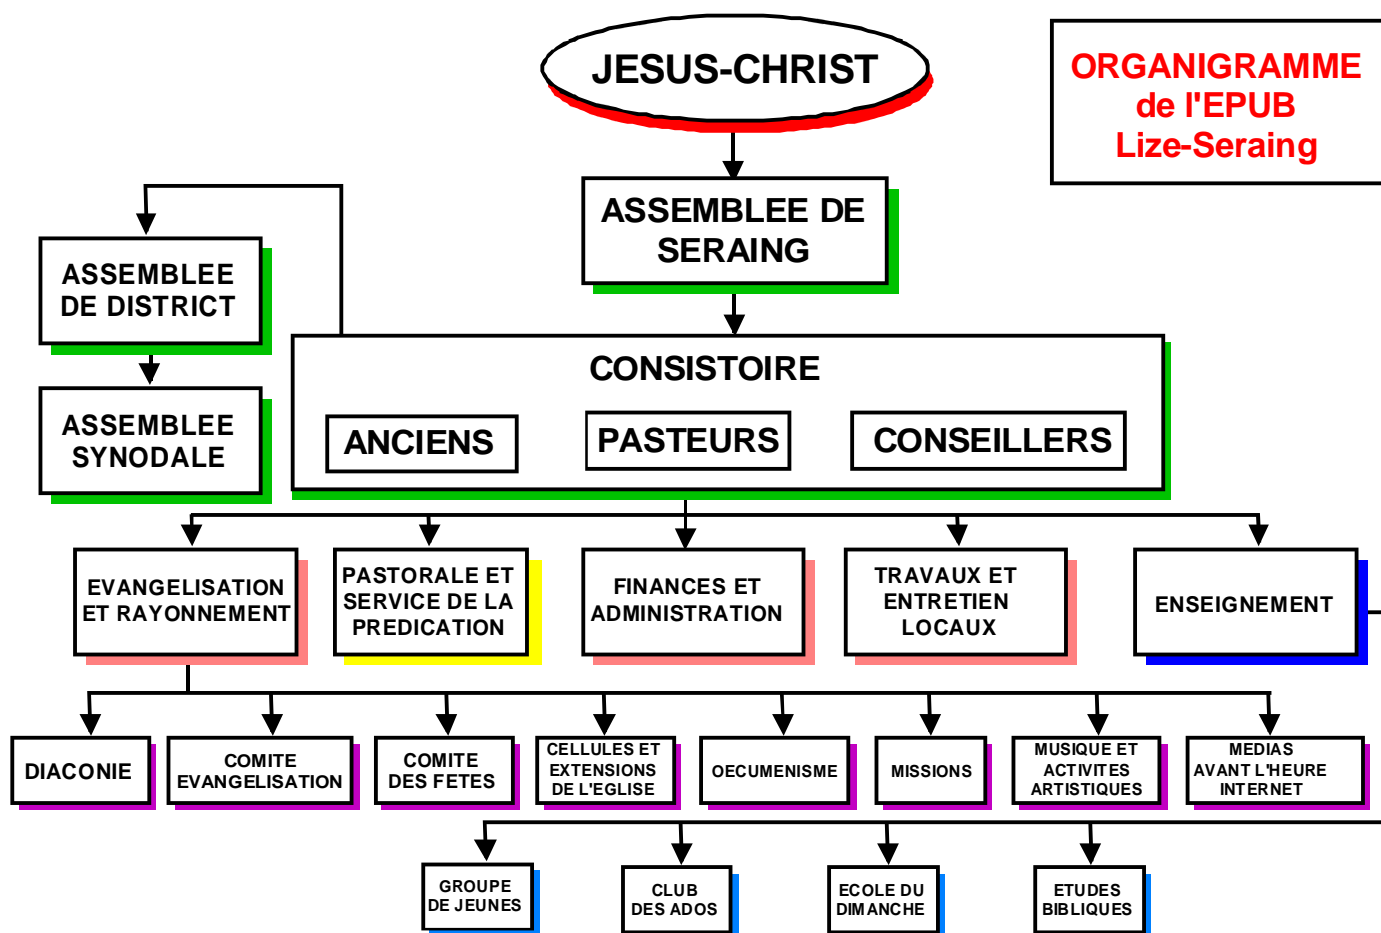 JESUS-CHRIST
ORGANIGRAMME
de l'EPUB
Lize-Seraing
ASSEMBLEE DE
SERAING
ASSEMBLEE
DE DISTRICT
ASSEMBLEE
SYNODALE
CONSISTOIRE
ANCIENS
PASTEURS
CONSEILLERS
EVANGELISATION
ET RAYONNEMENT
PASTORALE ET
SERVICE DE LA
PREDICATION
FINANCES ET
ADMINISTRATION
TRAVAUX ET
ENTRETIEN
LOCAUX
ENSEIGNEMENT
DIACONIE
COMITE
EVANGELISATION
COMITE
DES FETES
CELLULES ET
EXTENSIONS
DE L'EGLISE
OECUMENISME
MISSIONS
MUSIQUE ET
ACTIVITES
ARTISTIQUES
MEDIAS
AVANT L'HEURE
INTERNET
GROUPE
DE JEUNES
CLUB
DES ADOS
ECOLE DU
DIMANCHE
ETUDES
BIBLIQUES